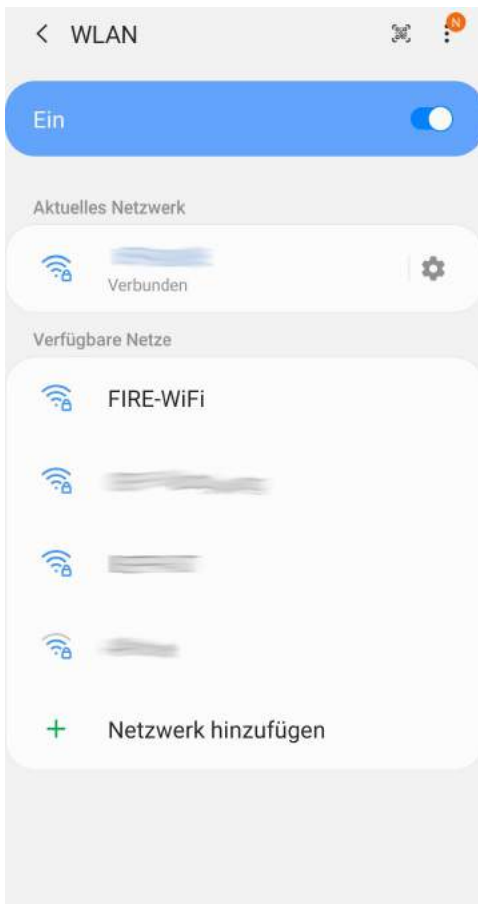 WLAN
N
Ein
Aktuelles Netzwerk
Verbunden
Verfügbare Netze
FIRE-WiFi
Netzwerk hinzufügen